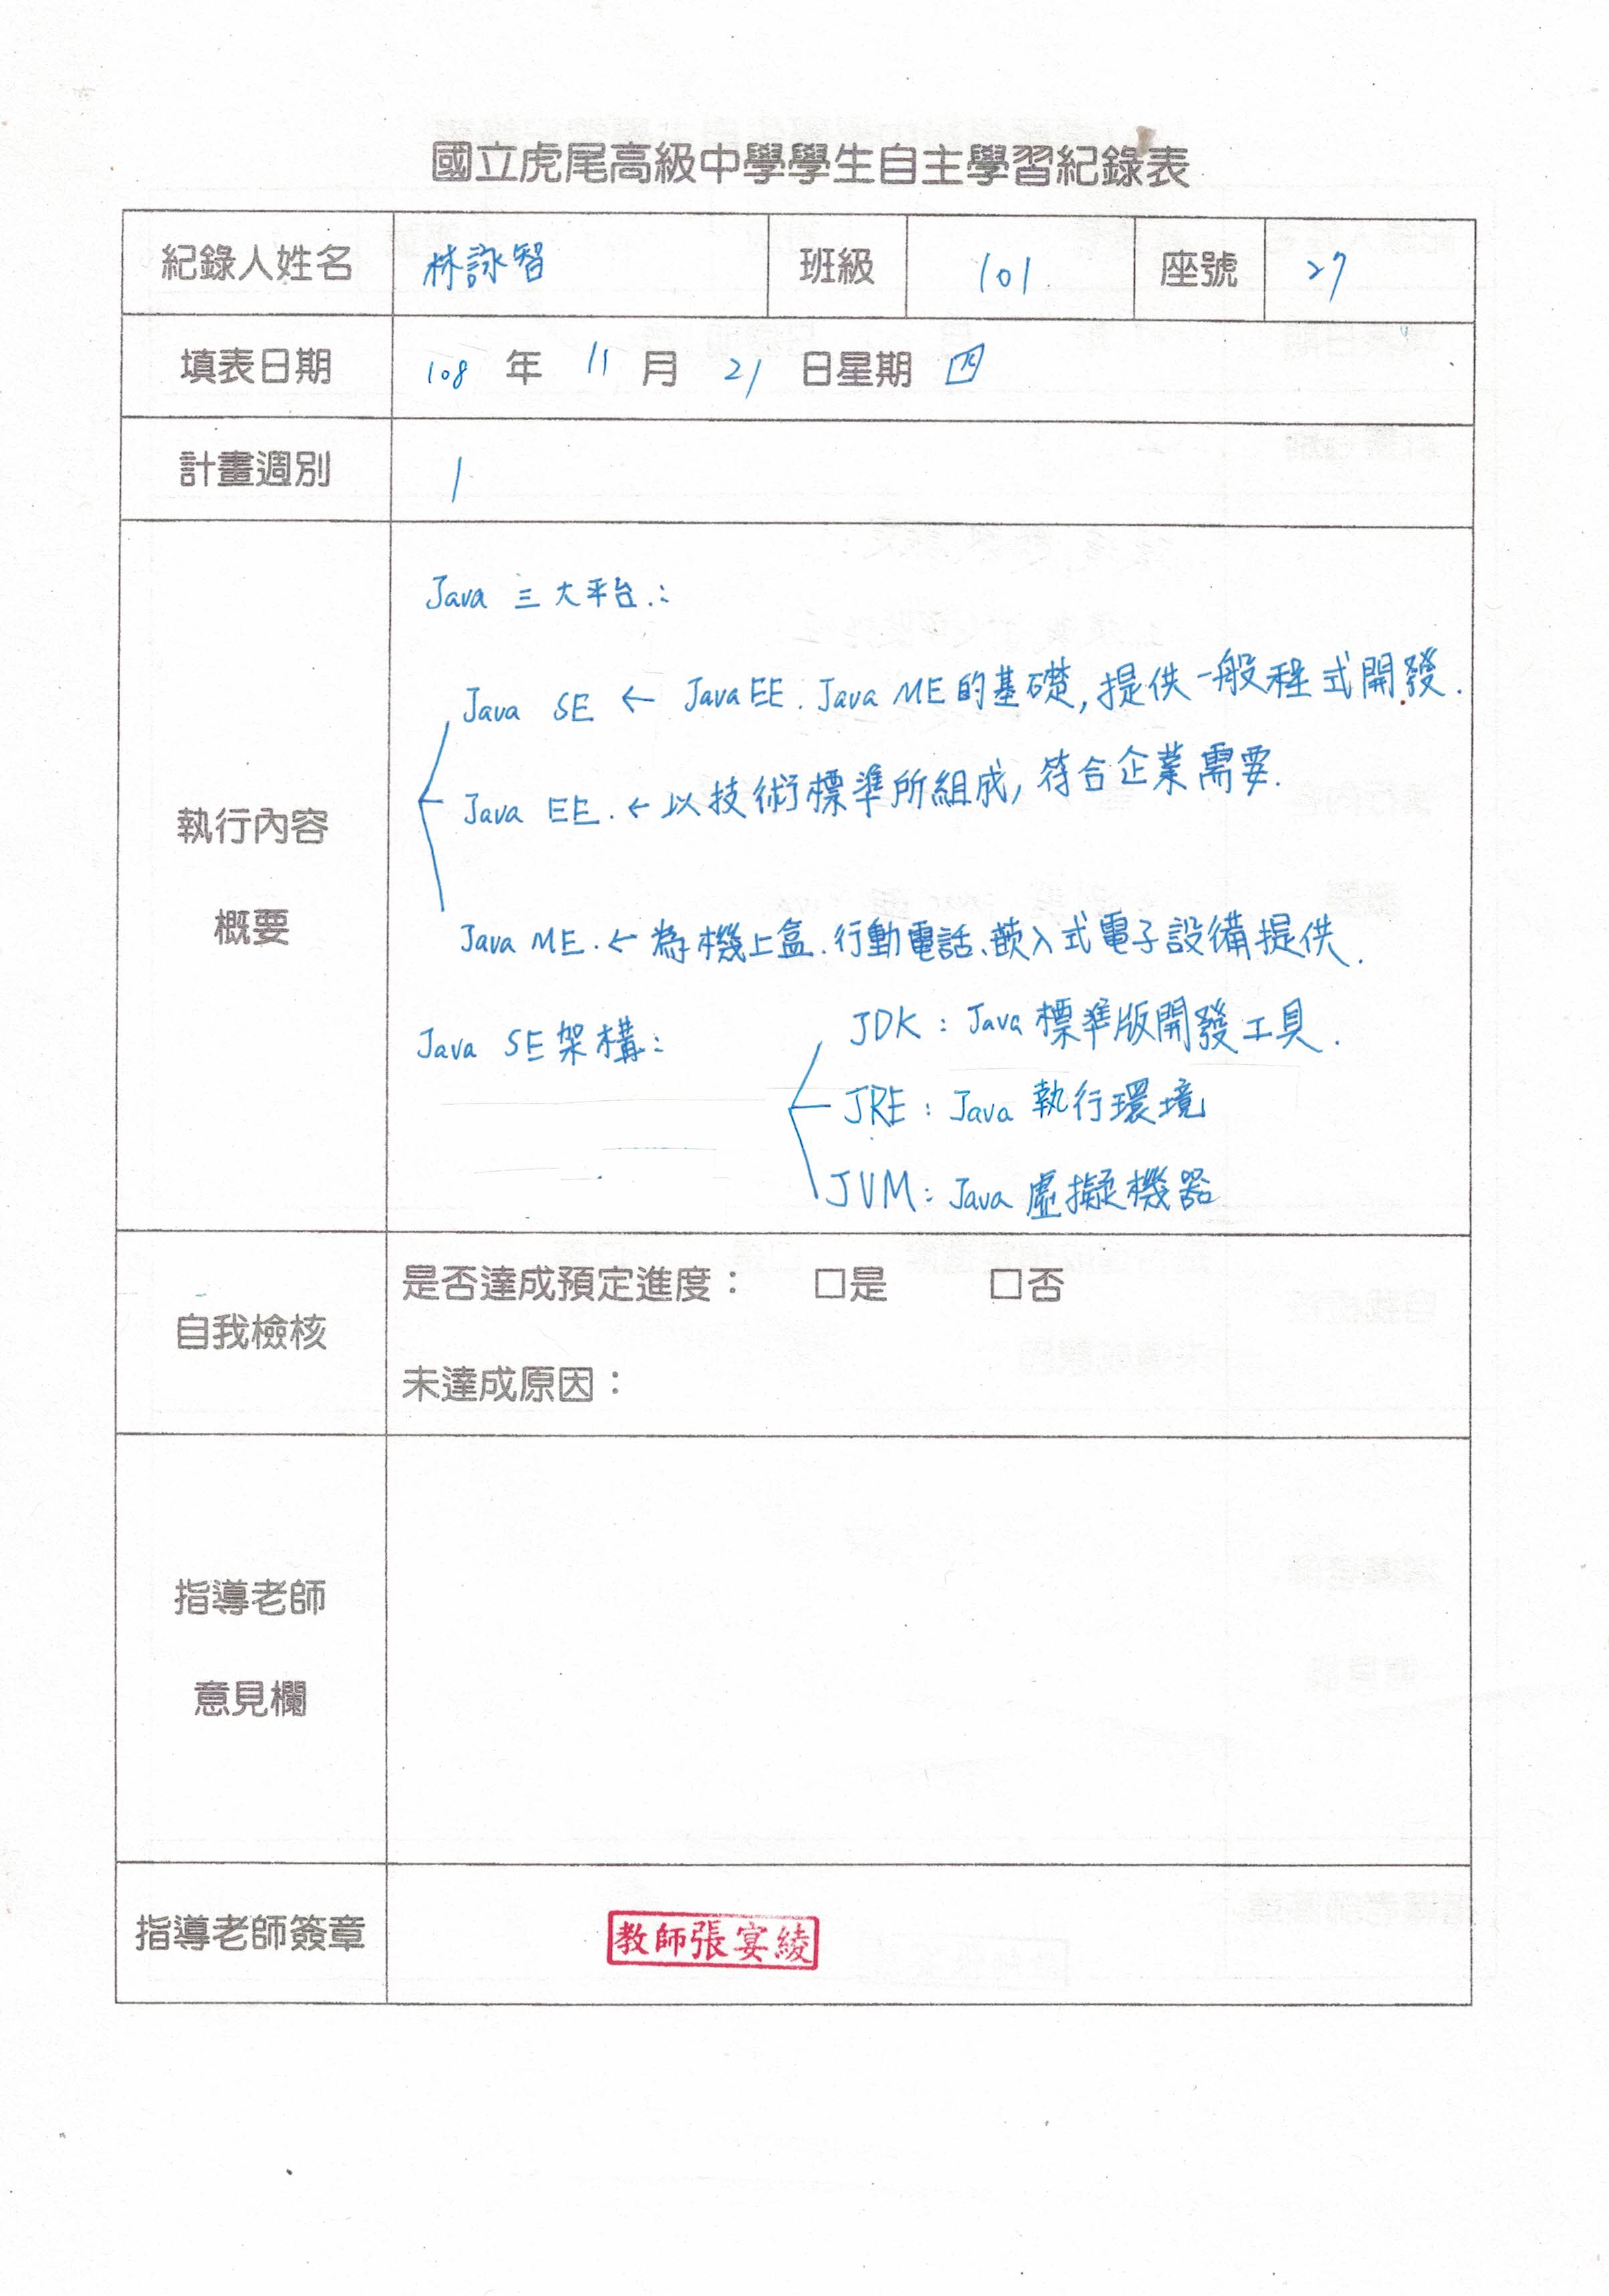 國立虎尾高級中學學生自主學習紀錄表
紀錄人姓名 林詠智 班級 101 座號 27
填表日期 108 年 11 月 21 日星期 四
計畫週別 1
執行內容
概要
Java 三大平台:
Java SE ← Java EE. Java ME的基礎,提供一般程式開發.
Java EE. ← 以技術標準所組成,符合企業需要.
Java ME. ← 為機上盒.行動電話、嵌入式電子設備提供.
Java SE架構:
JDK : Java 標準版開發工具.
JRE : Java 執行環境
JVM : Java 虛擬機器
自我檢核
是否達成預定進度: □是 □否
未達成原因:
指導老師
意見欄
指導老師簽章 教師張宴綾